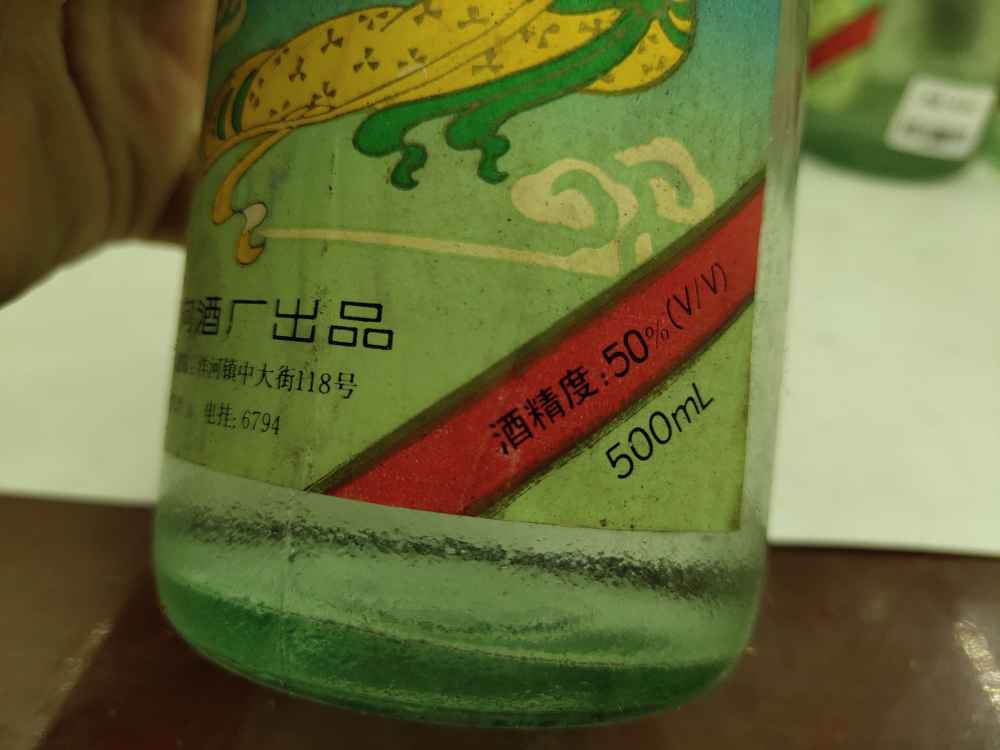 酒厂出品
洋河镇中大街118号
电挂:6794
酒精度:50%(V/V)
500mL